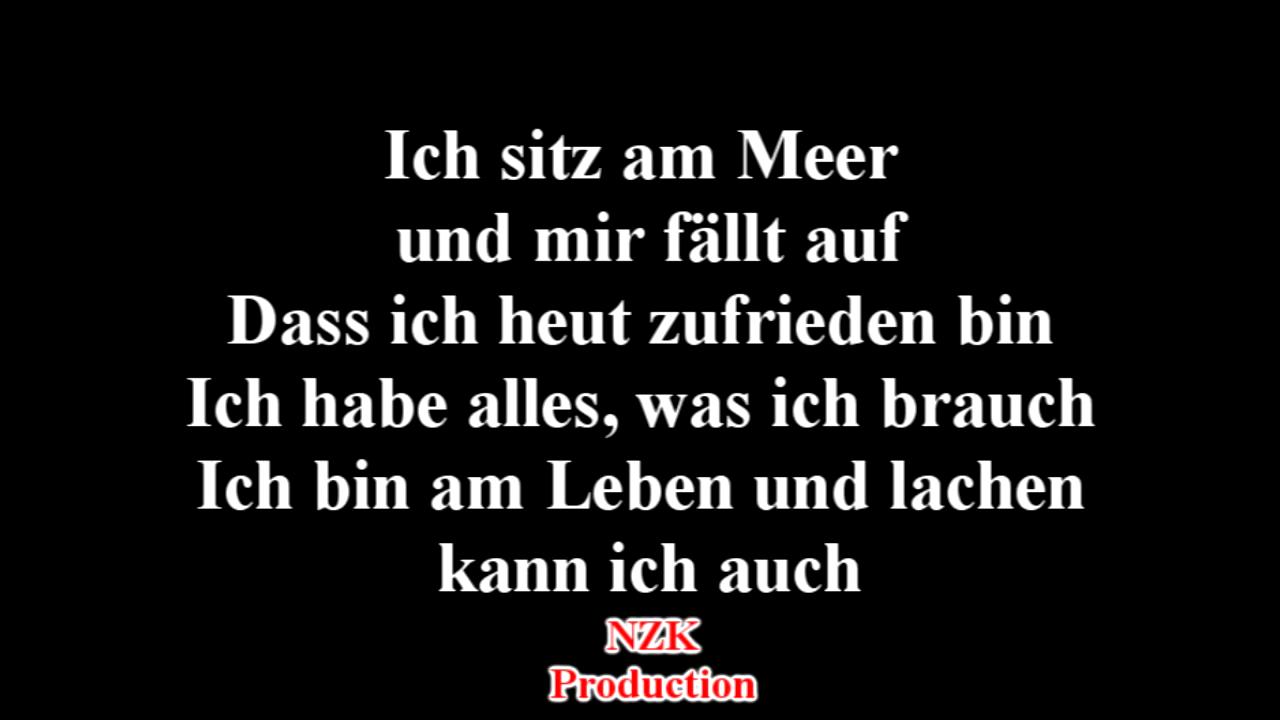 Ich sitz am Meer
und mir fällt auf
Dass ich heut zufrieden bin
Ich habe alles, was ich brauch
Ich bin am Leben und lachen
kann ich auch
NZK
Production